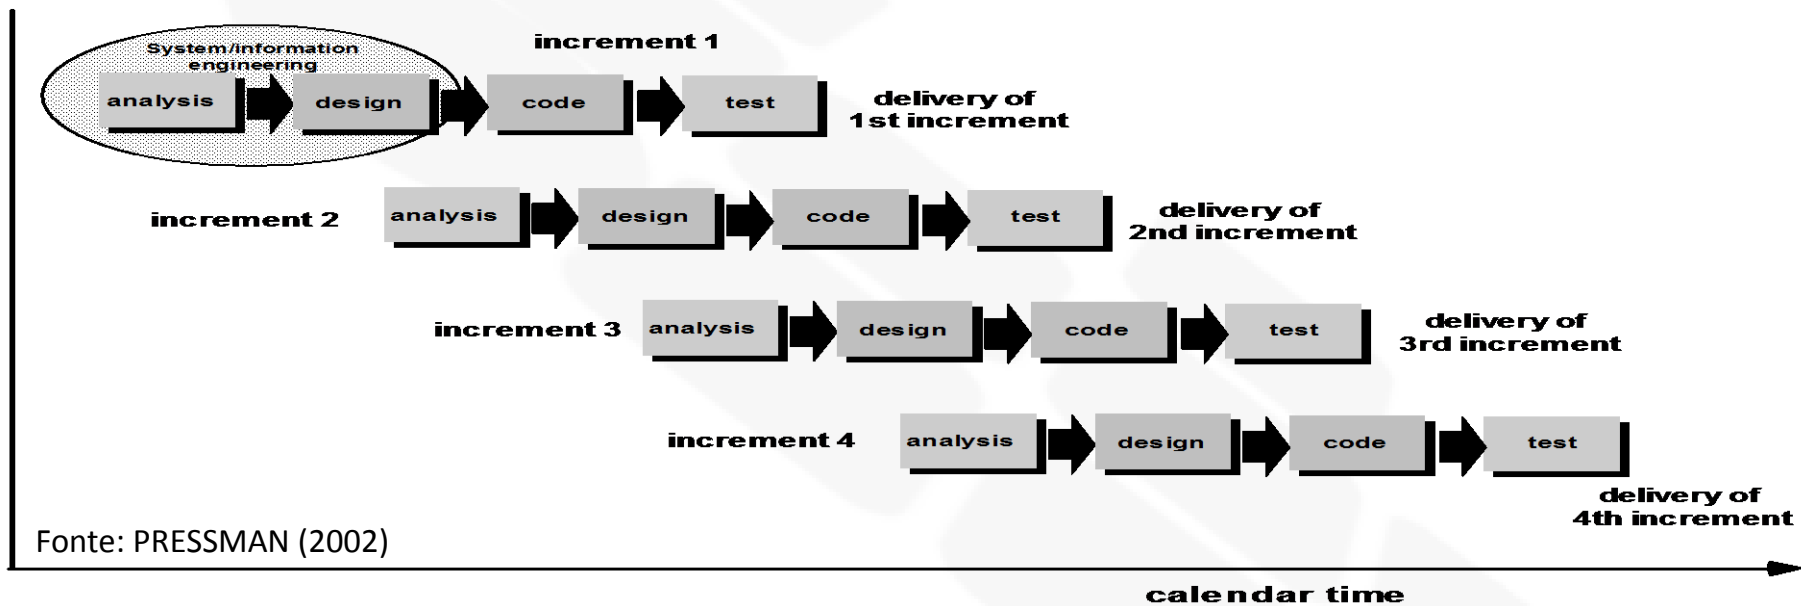 System/information
engineering
increment 1
analysis
design
code
test
delivery of
1st increment
increment 2
analysis
design
code
test
delivery of
2nd increment
increment 3
analysis
design
code
test
delivery of
3rd increment
increment 4
analysis
design
code
test
delivery of
4th increment
Fonte: PRESSMAN (2002)
calendar time